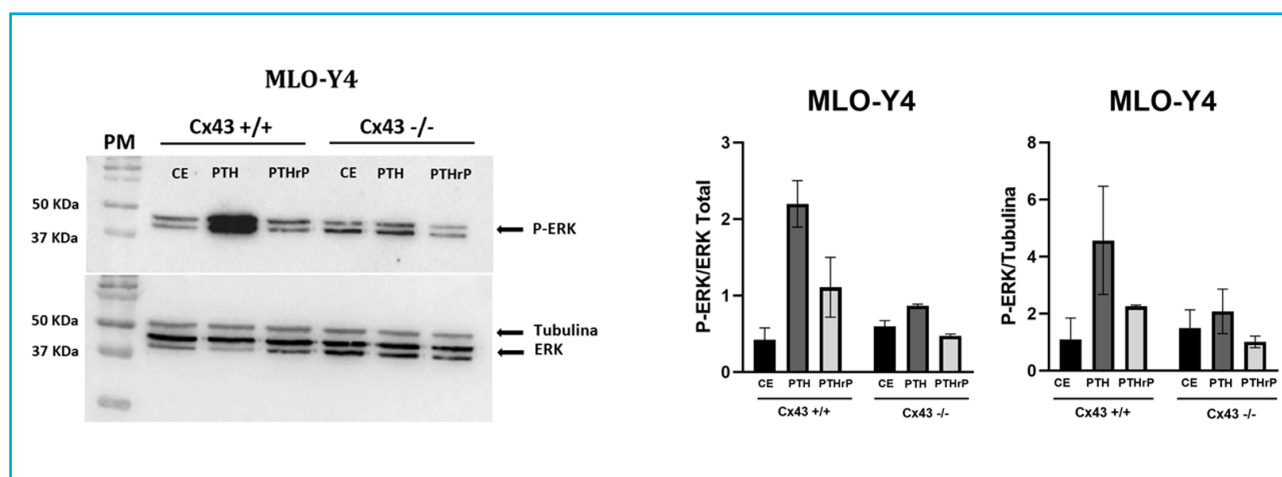 MLO-Y4
Cx43 +/+ Cx43 -/-
PM
CE PTH PTHrP CE PTH PTHrP
50 KDa
37 KDa
P-ERK
50 KDa
37 KDa
Tubulina
ERK
MLO-Y4
P-ERK/ERK Total
3
2
1
0
CE PTH PTHrP CE PTH PTHrP
Cx43 +/+ Cx43 -/-
MLO-Y4
P-ERK/Tubulina
8
6
4
2
0
CE PTH PTHrP CE PTH PTHrP
Cx43 +/+ Cx43 -/-